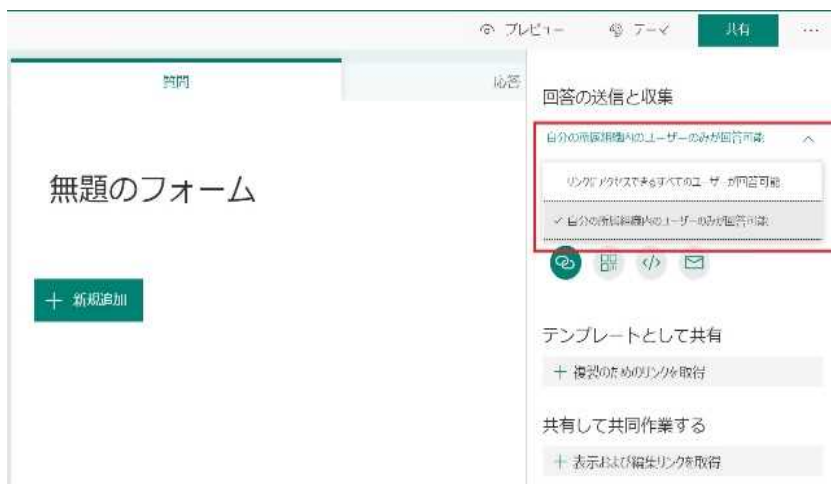 プレビュー
テーマ
共有
...
質問
応答
無題のフォーム
+ 新規追加
回答の送信と収集
自分の所属組織内のユーザーのみが回答可能
リンクにアクセスできるすべてのユーザーが回答可能
✓ 自分の所属組織内のユーザーのみが回答可能
</>
テンプレートとして共有
+ 複製のためのリンクを取得
共有して共同作業する
+ 表示および編集リンクを取得